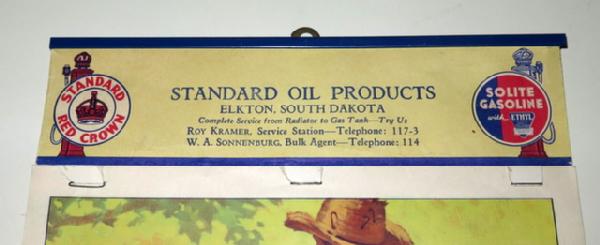 STANDARD OIL PRODUCTS
ELKTON, SOUTH DAKOTA
Complete Service from Radiator to Gas Tank—Try Us
ROY KRAMER, Service Station—Telephone: 117-3
W. A. SONNENBURG, Bulk Agent—Telephone: 114
STANDARD
RED CROWN
SOLITE
GASOLINE
with ETHYL